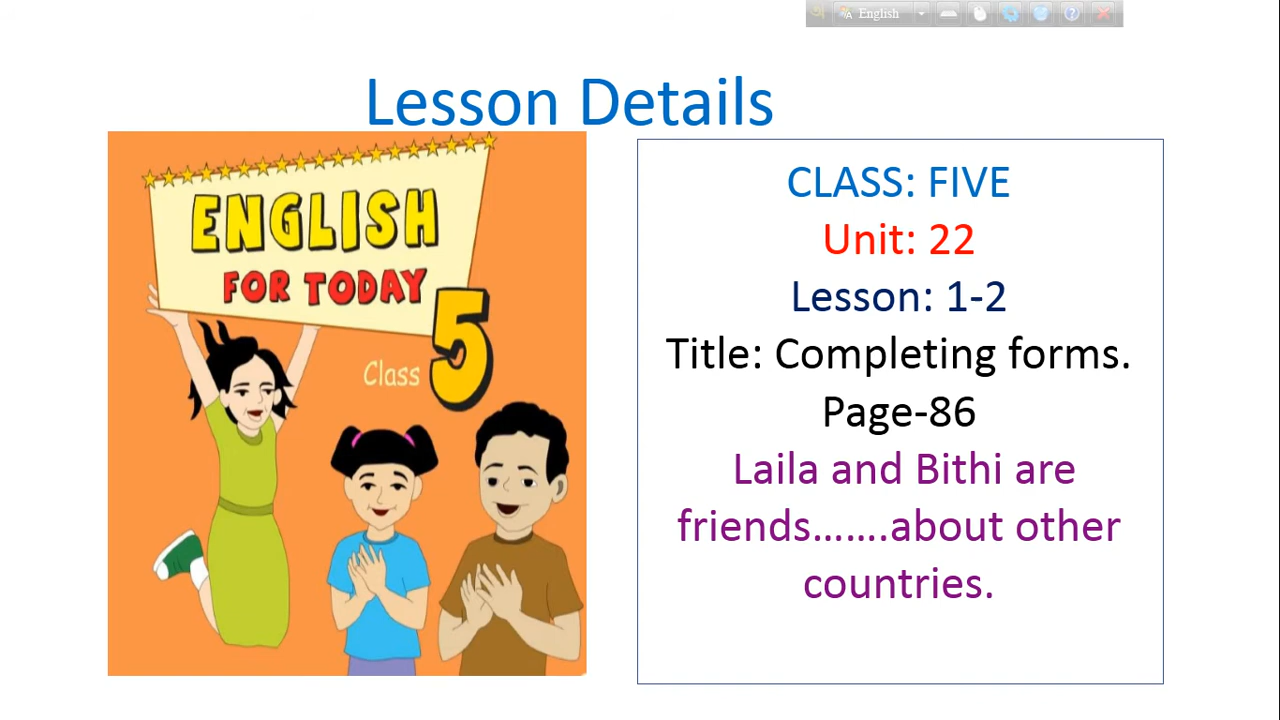 English
Lesson Details
ENGLISH
FOR TODAY
Class 5
CLASS: FIVE
Unit: 22
Lesson: 1-2
Title: Completing forms.
Page-86
Laila and Bithi are
friends…….about other
countries.